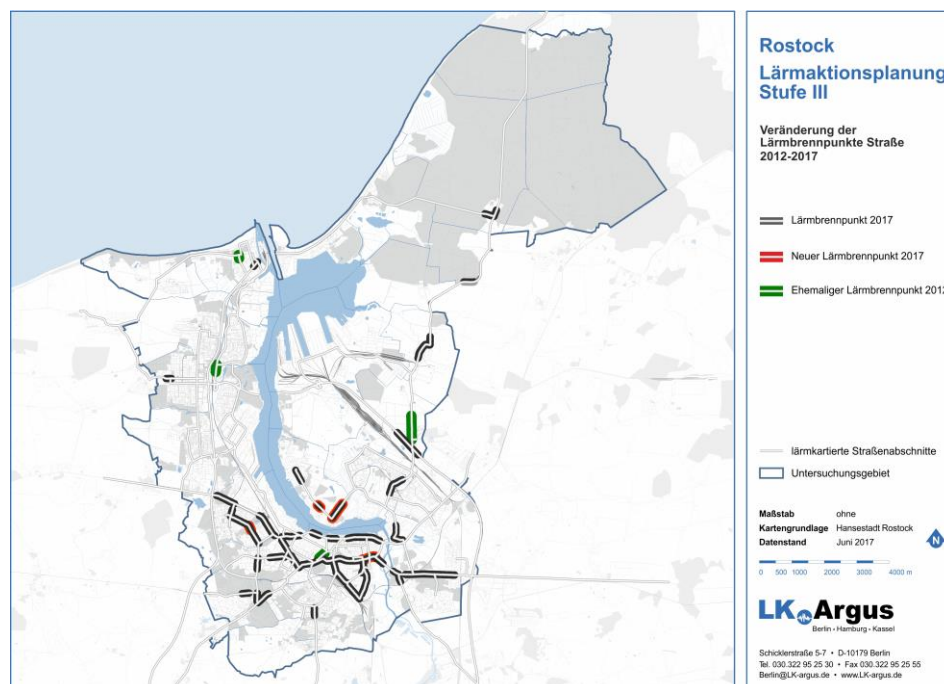 Rostock
Lärmaktionsplanung
Stufe III
Veränderung der
Lärmbrennpunkte Straße
2012-2017
Lärmbrennpunkt 2017
Neuer Lärmbrennpunkt 2017
Ehemaliger Lärmbrennpunkt 201
lärmkartierte Straßenabschnitte
Untersuchungsgebiet
Maßstab ohne
Kartengrundlage Hansestadt Rostock
Datenstand Juni 2017
N
0 500 1000 2000 3000 4000 m
LK Argus
Berlin • Hamburg • Kassel
Schicklerstraße 5-7 • D-10179 Berlin
Tel. 030.322 95 25 30 • Fax 030.322 95 25 55
Berlin@LK-argus.de • www.LK-argus.de